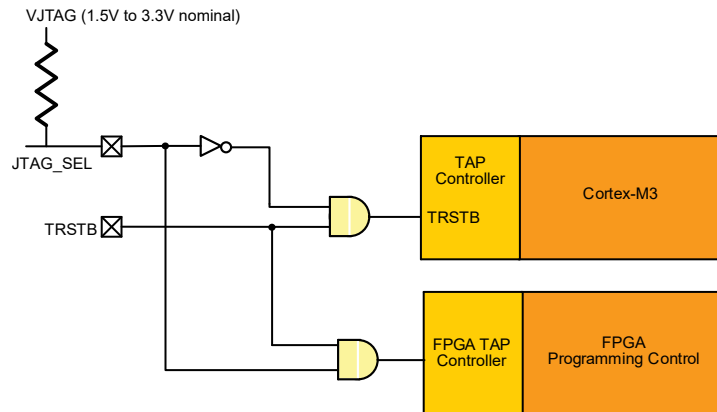 VJTAG (1.5V to 3.3V nominal)
JTAG_SEL
TAP
Controller
Cortex-M3
TRSTB
TRSTB
FPGA TAP
Controller
FPGA
Programming Control